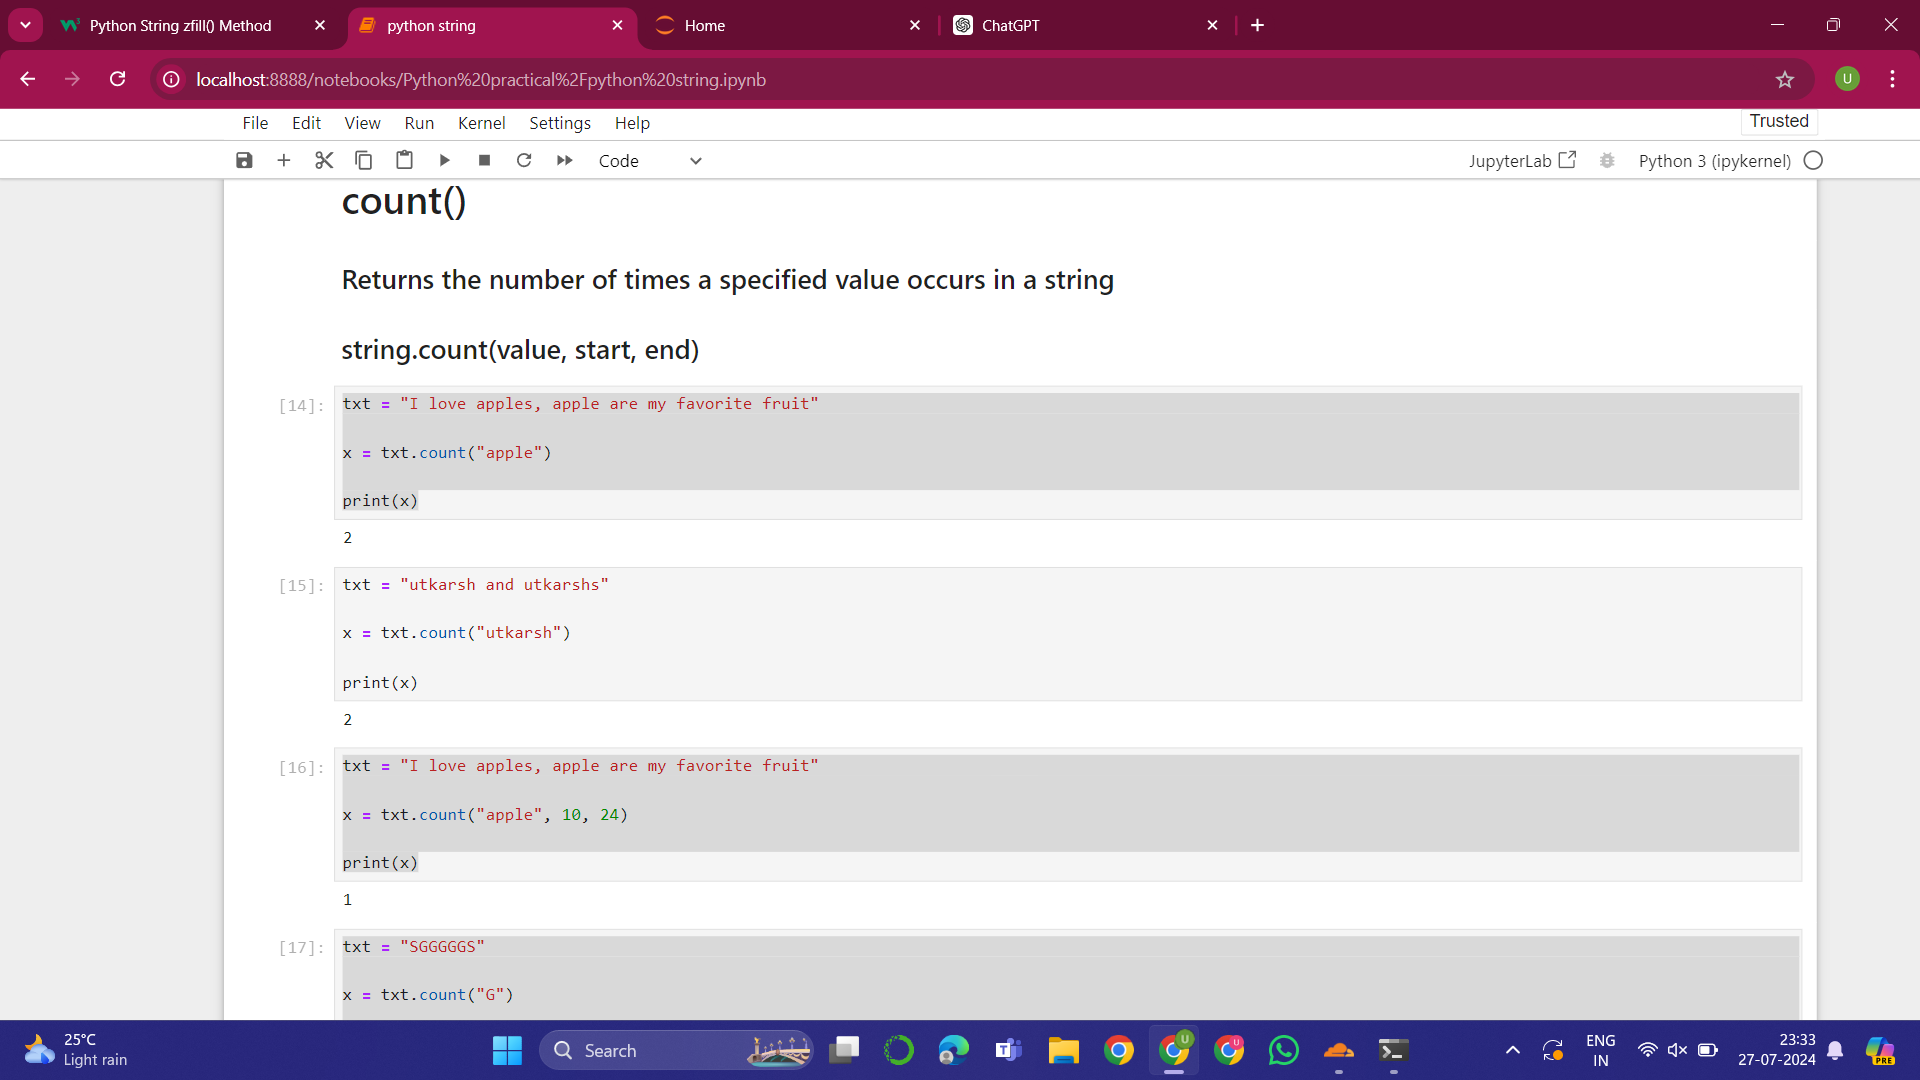 Python String zfill() Method
python string
Home
ChatGPT
localhost:8888/notebooks/Python%20practical%2Fpython%20string.ipynb
U
File Edit View Run Kernel Settings Help
Trusted
Code
JupyterLab
Python 3 (ipykernel)
count()
Returns the number of times a specified value occurs in a string
string.count(value, start, end)
[14]:
txt = "I love apples, apple are my favorite fruit"
x = txt.count("apple")
print(x)
2
[15]:
txt = "utkarsh and utkarshs"
x = txt.count("utkarsh")
print(x)
2
[16]:
txt = "I love apples, apple are my favorite fruit"
x = txt.count("apple", 10, 24)
print(x)
1
[17]:
txt = "SGGGGGS"
x = txt.count("G")
25°C
Light rain
Search
ENG
IN
23:33
27-07-2024
PRE